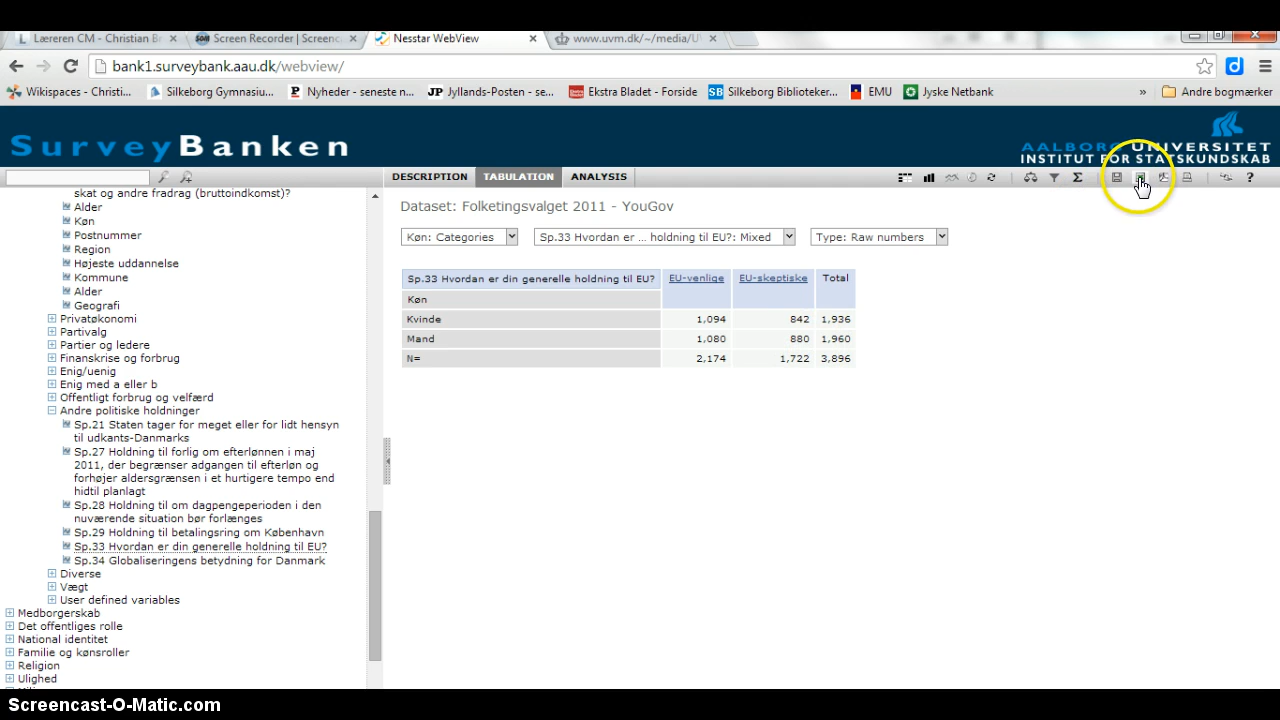 Læreren CM - Christian B
Screen Recorder | Screenc
Nesstar WebView
www.uvm.dk/~/media/U
bank1.surveybank.aau.dk/webview/
Wikispaces - Christi...
Silkeborg Gymnasiu...
Nyheder - seneste n...
JP Jyllands-Posten - se...
Ekstra Bladet - Forside
SB Silkeborg Biblioteker...
EMU
Jyske Netbank
»
Andre bogmærker
SurveyBanken
AALBORG UNIVERSITET
INSTITUT FOR STATSKUNDSKAB
DESCRIPTION
TABULATION
ANALYSIS
skat og andre fradrag (bruttoindkomst)?
Alder
Køn
Postnummer
Region
Højeste uddannelse
Kommune
Alder
Geografi
Privatøkonomi
Partivalg
Partier og ledere
Finanskrise og forbrug
Enig/uenig
Enig med a eller b
Offentligt forbrug og velfærd
Andre politiske holdninger
Sp.21 Staten tager for meget eller for lidt hensyn
til udkants-Danmarks
Sp.27 Holdning til forlig om efterlønnen i maj
2011, der begrænser adgangen til efterløn og
forhøjer aldersgrænsen i et hurtigere tempo end
hidtil planlagt
Sp.28 Holdning til om dagpengeperioden i den
nuværende situation bør forlænges
Sp.29 Holdning til betalingsring om København
Sp.33 Hvordan er din generelle holdning til EU?
Sp.34 Globaliseringens betydning for Danmark
Diverse
Vægt
User defined variables
Medborgerskab
Det offentliges rolle
National identitet
Familie og kønsroller
Religion
Ulighed
Dataset: Folketingsvalget 2011 - YouGov
Køn: Categories
Sp.33 Hvordan er ... holdning til EU?: Mixed
Type: Raw numbers
Sp.33 Hvordan er din generelle holdning til EU? EU-venlige EU-skeptiske Total
Køn
Kvinde 1,094 842 1,936
Mand 1,080 880 1,960
N= 2,174 1,722 3,896
Screencast-O-Matic.com